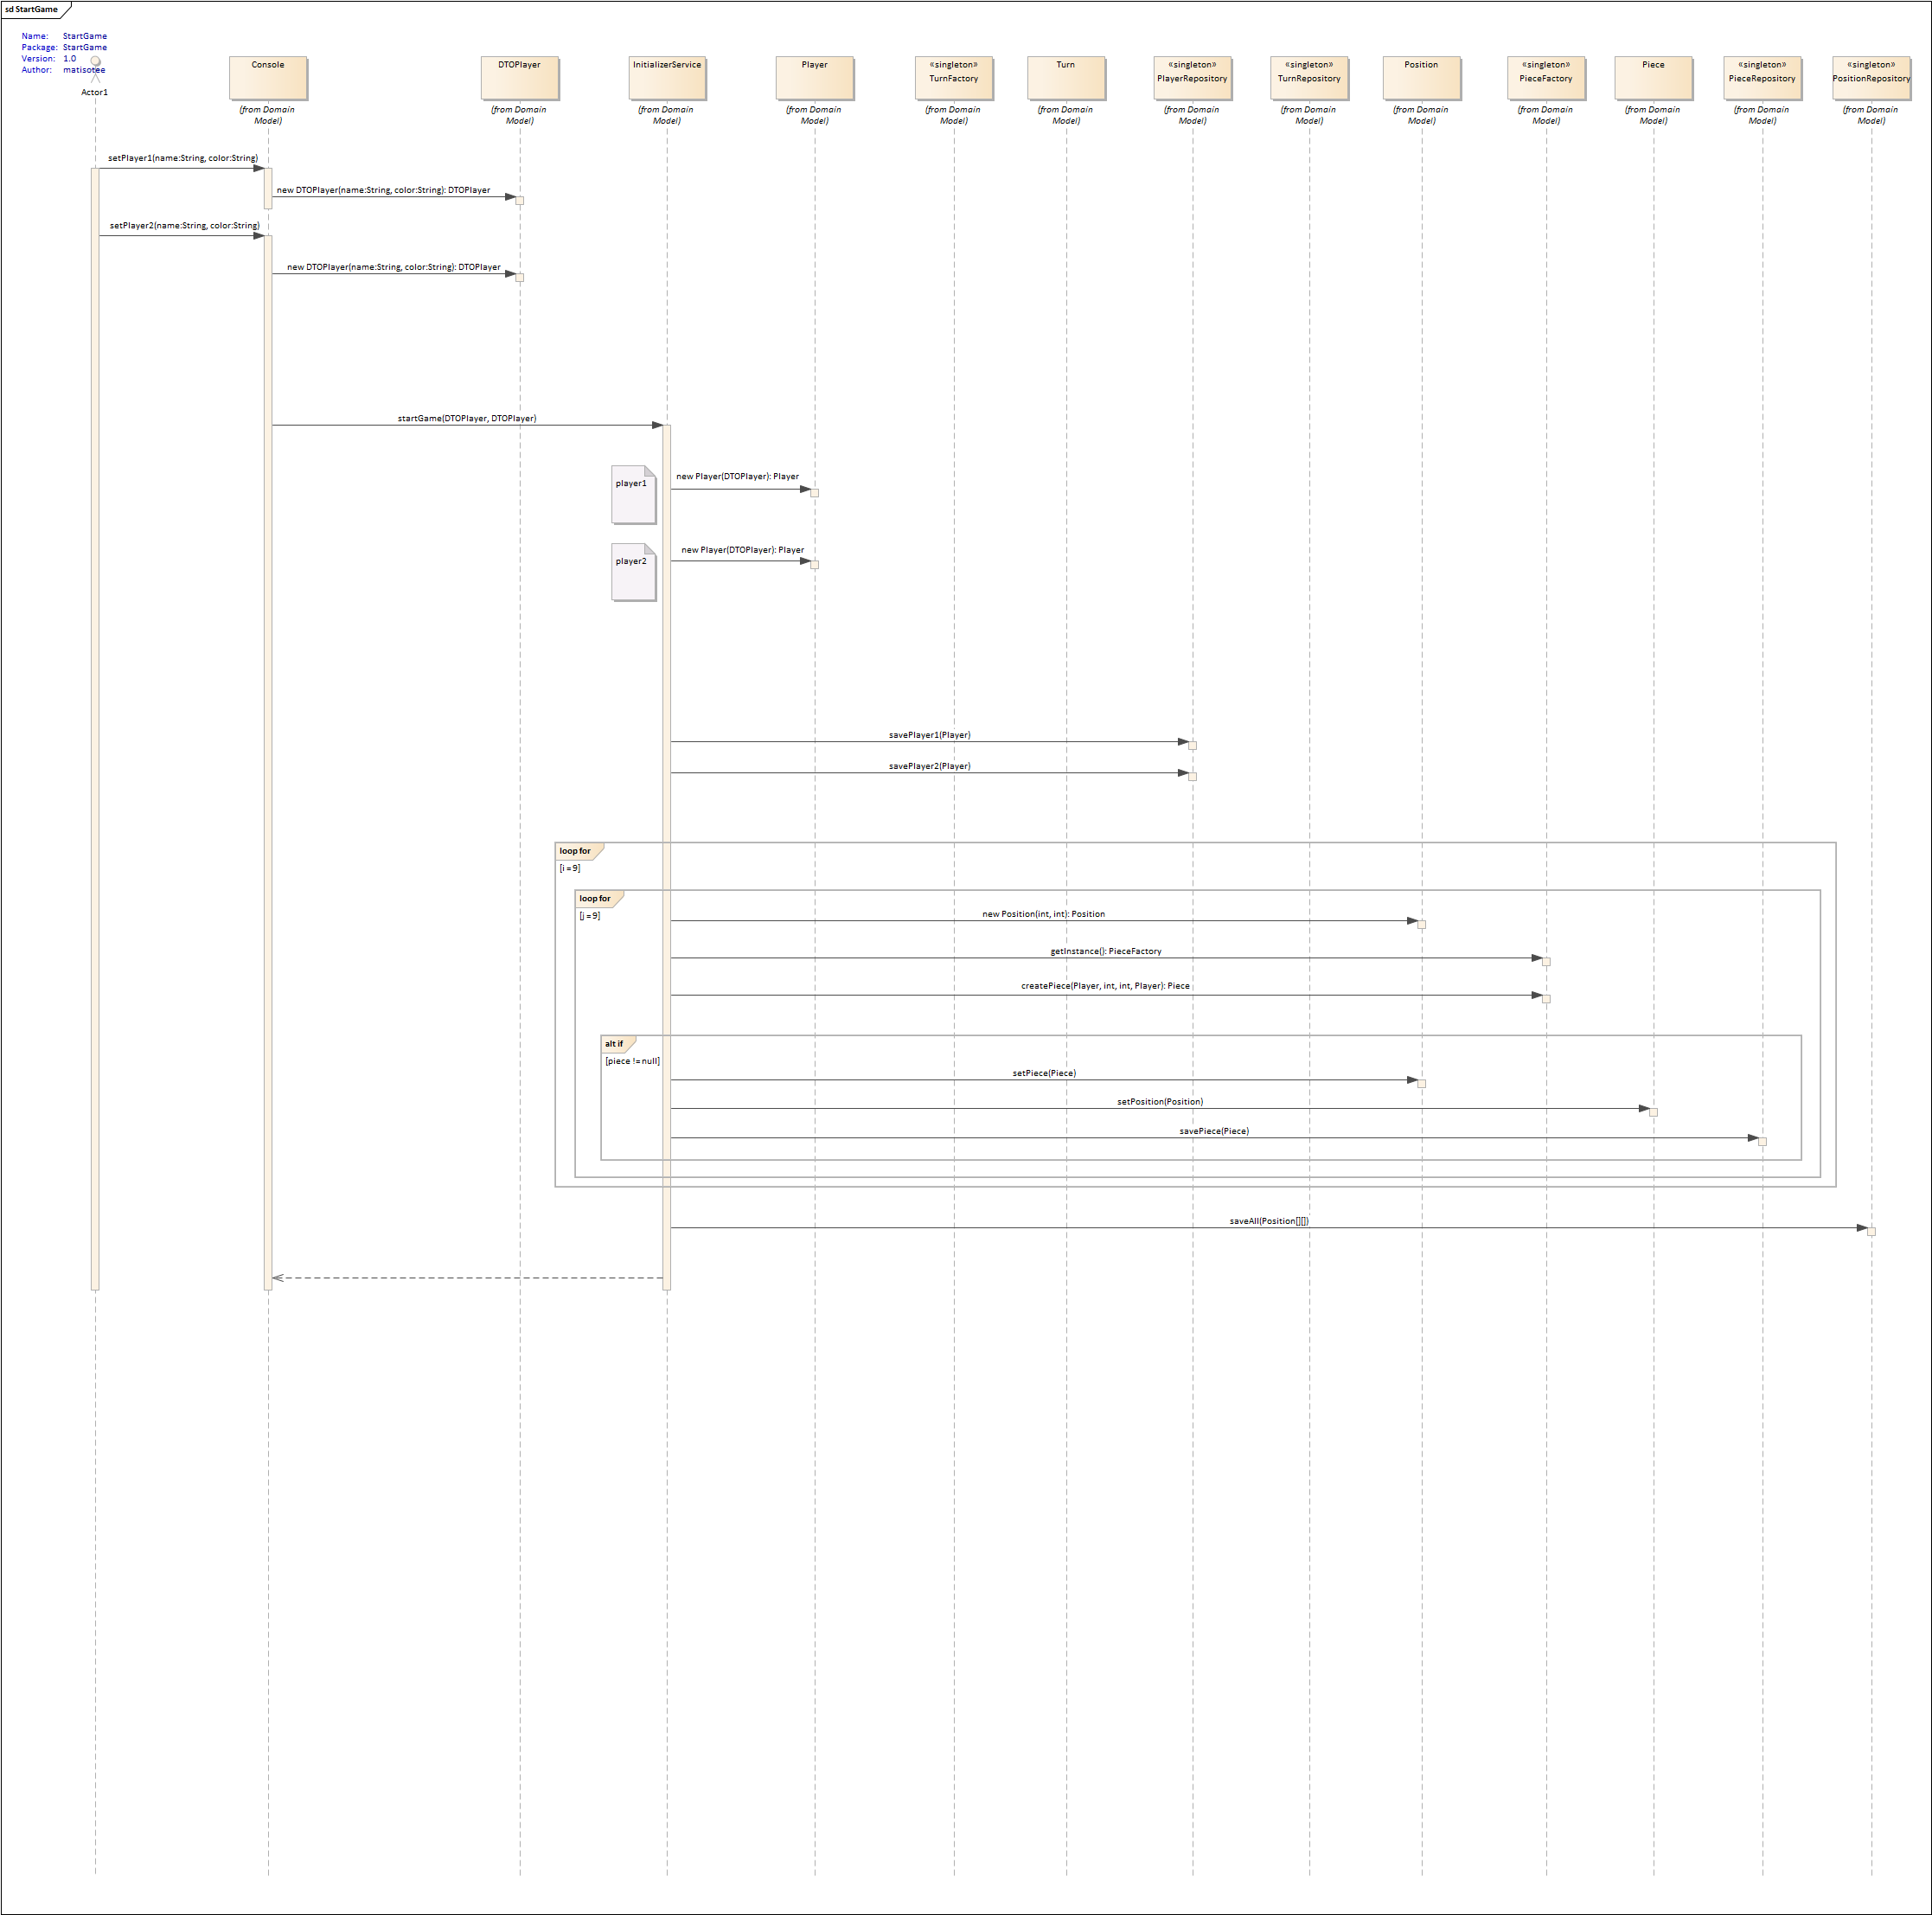 sd StartGame
Name: StartGame
Package: StartGame
Version: 1.0
Author: matisotee
Actor1
Console
(from Domain
Model)
DTOPlayer
(from Domain
Model)
InitializerService
(from Domain
Model)
Player
(from Domain
Model)
«singleton»
TurnFactory
(from Domain
Model)
Turn
(from Domain
Model)
«singleton»
PlayerRepository
(from Domain
Model)
«singleton»
TurnRepository
(from Domain
Model)
Position
(from Domain
Model)
«singleton»
PieceFactory
(from Domain
Model)
Piece
(from Domain
Model)
«singleton»
PieceRepository
(from Domain
Model)
«singleton»
PositionRepository
(from Domain
Model)
setPlayer1(name:String, color:String)
new DTOPlayer(name:String, color:String): DTOPlayer
setPlayer2(name:String, color:String)
new DTOPlayer(name:String, color:String): DTOPlayer
startGame(DTOPlayer, DTOPlayer)
player1
new Player(DTOPlayer): Player
player2
new Player(DTOPlayer): Player
savePlayer1(Player)
savePlayer2(Player)
loop for
[i = 9]
loop for
[j = 9]
new Position(int, int): Position
getInstance(): PieceFactory
createPiece(Player, int, int, Player): Piece
alt if
[piece != null]
setPiece(Piece)
setPosition(Position)
savePiece(Piece)
saveAll(Position[][])